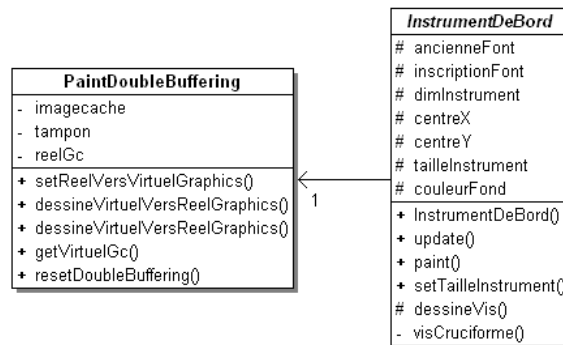 PaintDoubleBuffering
- imagecache
- tampon
- reelGc
+ setReelVersVirtuelGraphics()
+ dessineVirtuelVersReelGraphics()
+ dessineVirtuelVersReelGraphics()
+ getVirtuelGc()
+ resetDoubleBuffering()
1
InstrumentDeBord
# ancienneFont
# inscriptionFont
# dimInstrument
# centreX
# centreY
# tailleInstrument
# couleurFond
+ InstrumentDeBord()
+ update()
+ paint()
+ setTailleInstrument()
# dessineVis()
- visCruciforme()